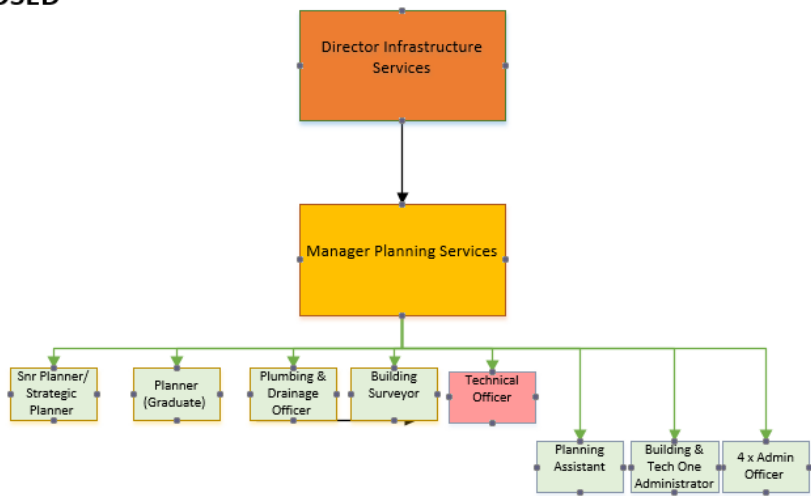 Director Infrastructure
Services
Manager Planning Services
Snr Planner/
Strategic
Planner
Planner
(Graduate)
Plumbing &
Drainage
Officer
Building
Surveyor
Technical
Officer
Planning
Assistant
Building &
Tech One
Administrator
4 x Admin
Officer